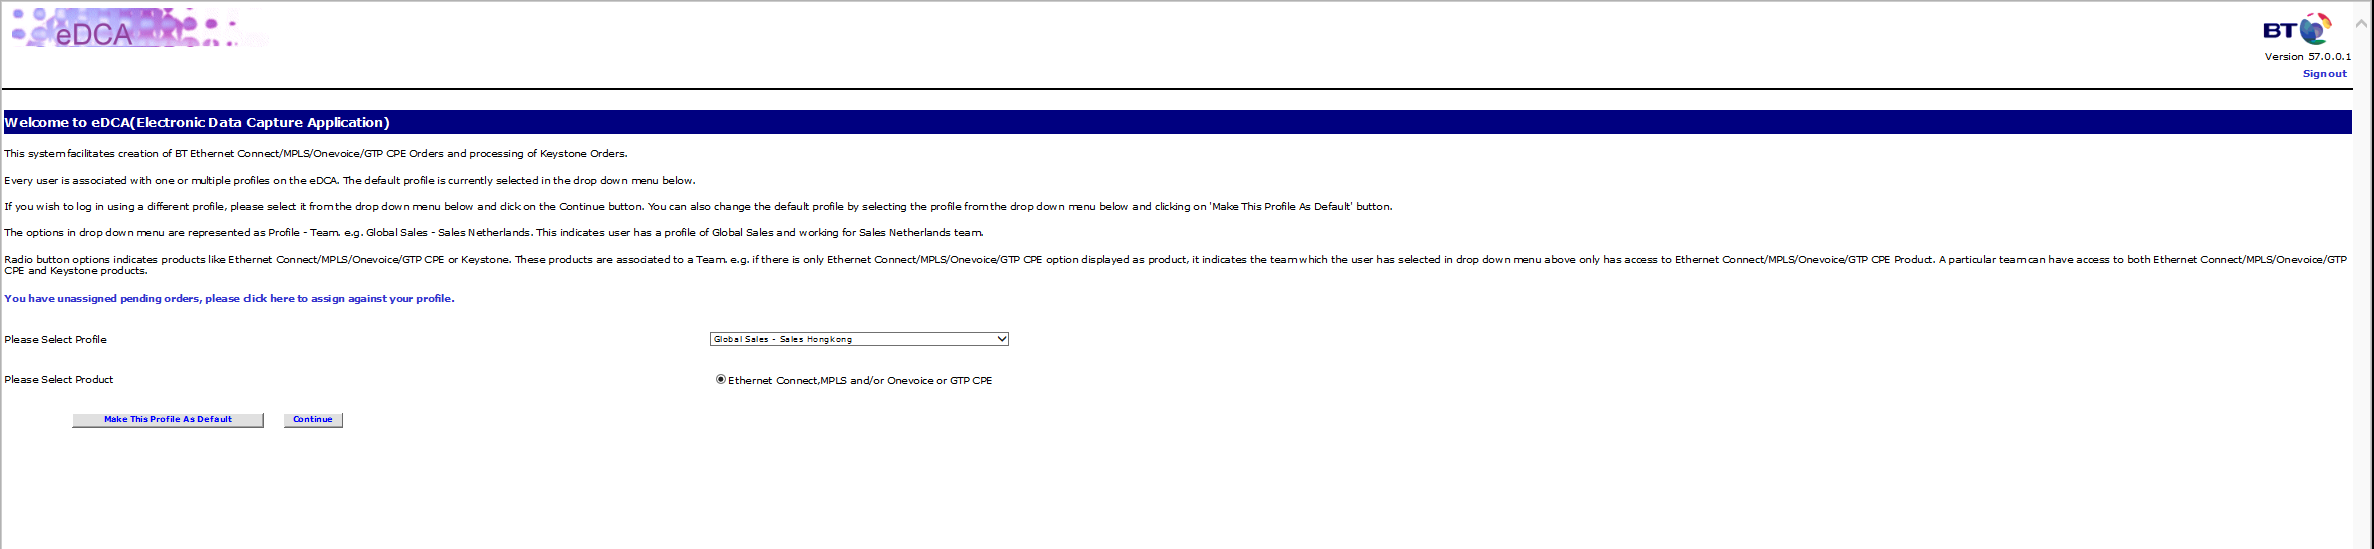 eDCA
BT
Version 57.0.0.1
Signout
Welcome to eDCA(Electronic Data Capture Application)
This system facilitates creation of BT Ethernet Connect/MPLS/Onevoice/GTP CPE Orders and processing of Keystone Orders.
Every user is associated with one or multiple profiles on the eDCA. The default profile is currently selected in the drop down menu below.
If you wish to log in using a different profile, please select it from the drop down menu below and click on the Continue button. You can also change the default profile by selecting the profile from the drop down menu below and clicking on 'Make This Profile As Default' button.
The options in drop down menu are represented as Profile - Team. e.g. Global Sales - Sales Netherlands. This indicates user has a profile of Global Sales and working for Sales Netherlands team.
Radio button options indicates products like Ethernet Connect/MPLS/Onevoice/GTP CPE or Keystone. These products are associated to a Team. e.g. if there is only Ethernet Connect/MPLS/Onevoice/GTP CPE option displayed as product, it indicates the team which the user has selected in drop down menu above only has access to Ethernet Connect/MPLS/Onevoice/GTP CPE Product. A particular team can have access to both Ethernet Connect/MPLS/Onevoice/GTP
CPE and Keystone products.
You have unassigned pending orders, please click here to assign against your profile.
Please Select Profile
Global Sales - Sales Hongkong
Please Select Product
Ethernet Connect,MPLS and/or Onevoice or GTP CPE
Make This Profile As Default
Continue